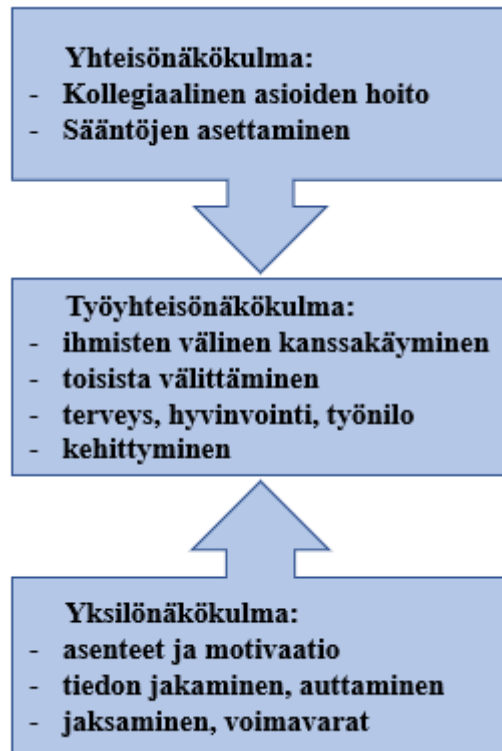 Yhteisönäkökulma:
- Kollegiaalinen asioiden hoito
- Sääntöjen asettaminen
Työyhteisönäkökulma:
- ihmisten välinen kanssakäyminen
- toisista välittäminen
- terveys, hyvinvointi, työnilo
- kehittyminen
Yksilönäkökulma:
- asenteet ja motivaatio
- tiedon jakaminen, auttaminen
- jaksaminen, voimavarat